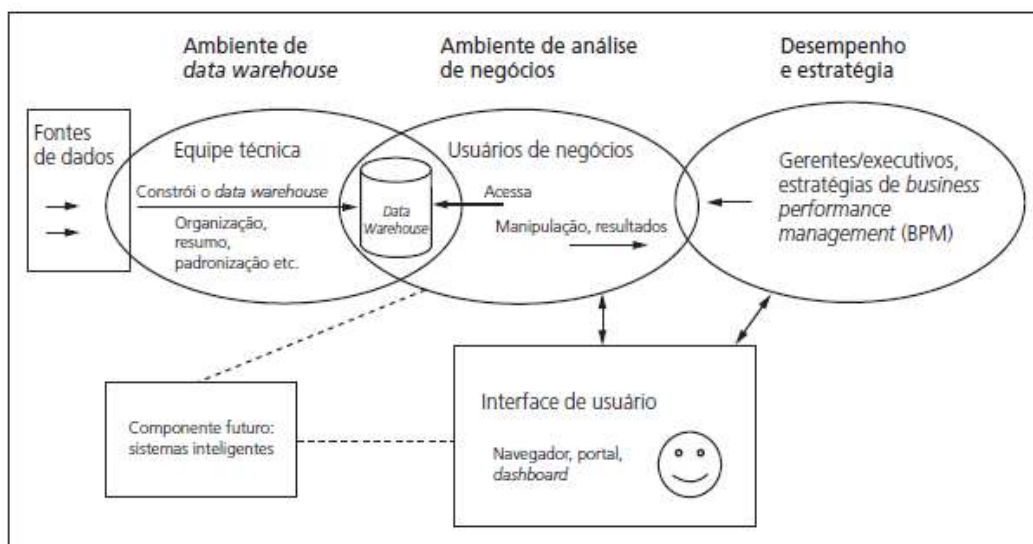 Ambiente de
data warehouse
Ambiente de análise
de negócios
Desempenho
e estratégia
Fontes
de dados
Equipe técnica
Constrói o data warehouse
Organização,
resumo,
padronização etc.
Data
Warehouse
Usuários de negócios
Acessa
Manipulação, resultados
Gerentes/executivos,
estratégias de business
performance
management (BPM)
Componente futuro:
sistemas inteligentes
Interface de usuário
Navegador, portal,
dashboard